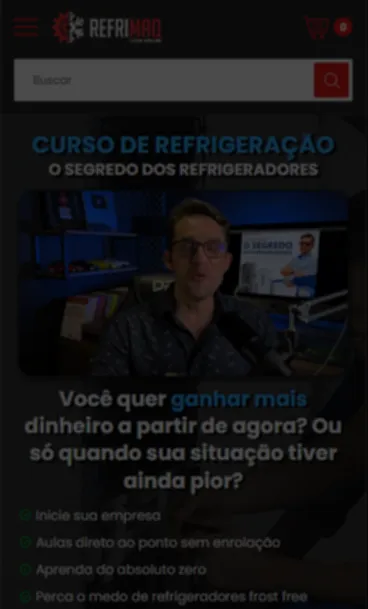 REFRIMAQ
0
Buscar
CURSO DE REFRIGERAÇÃO
O SEGREDO DOS REFRIGERADORES
O SEGREDO
Você quer ganhar mais
dinheiro a partir de agora? Ou
só quando sua situação tiver
ainda pior?
Inicie sua empresa
Aulas direto ao ponto sem enrolação
Aprenda do absoluto zero
Perca a medo de refrigeradores frost free